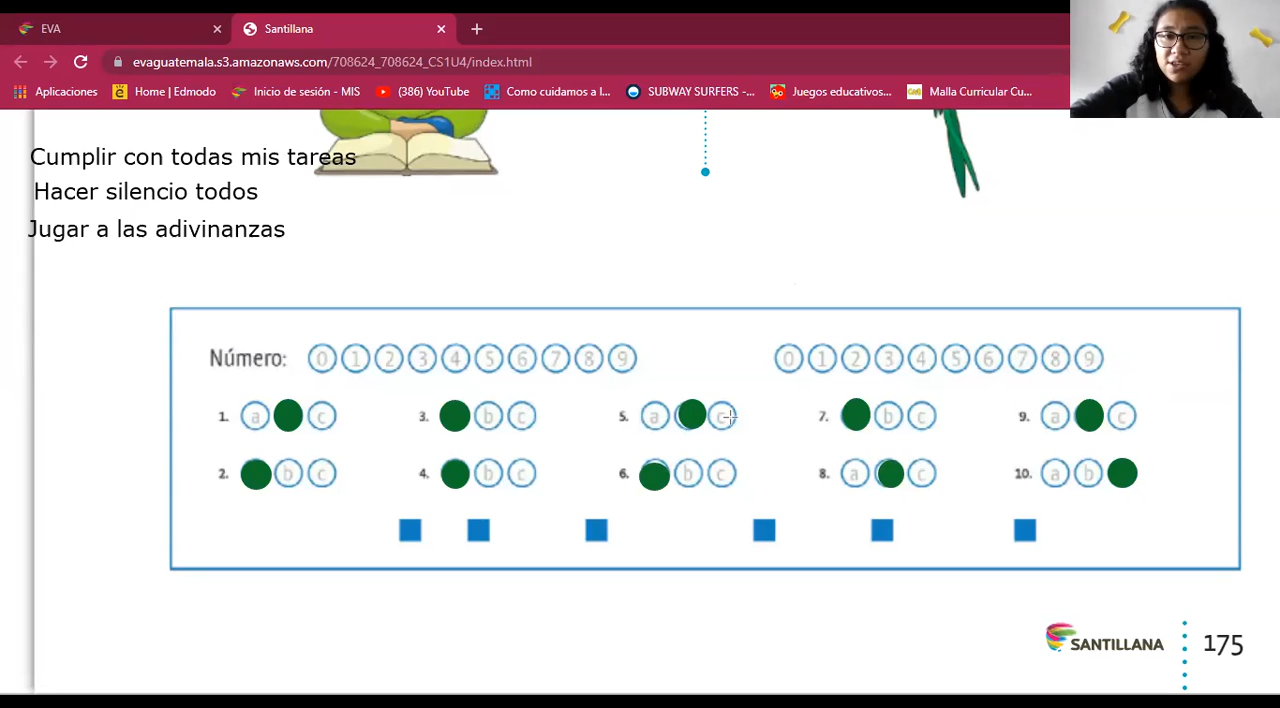 EVA
Santillana
evaguatemala.s3.amazonaws.com/708624_708624_CS1U4/index.html
Aplicaciones
Home | Edmodo
Inicio de sesión - MIS
(386) YouTube
Como cuidamos a l...
SUBWAY SURFERS -...
Juegos educativos...
Malla Curricular Cu...
Cumplir con todas mis tareas
Hacer silencio todos
Jugar a las adivinanzas
Número: 0 1 2 3 4 5 6 7 8 9 0 1 2 3 4 5 6 7 8 9
1. a c 3. b c 5. a c 7. b c 9. a c
2. b c 4. b c 6. b c 8. a c 10. a b
SANTILLANA 175